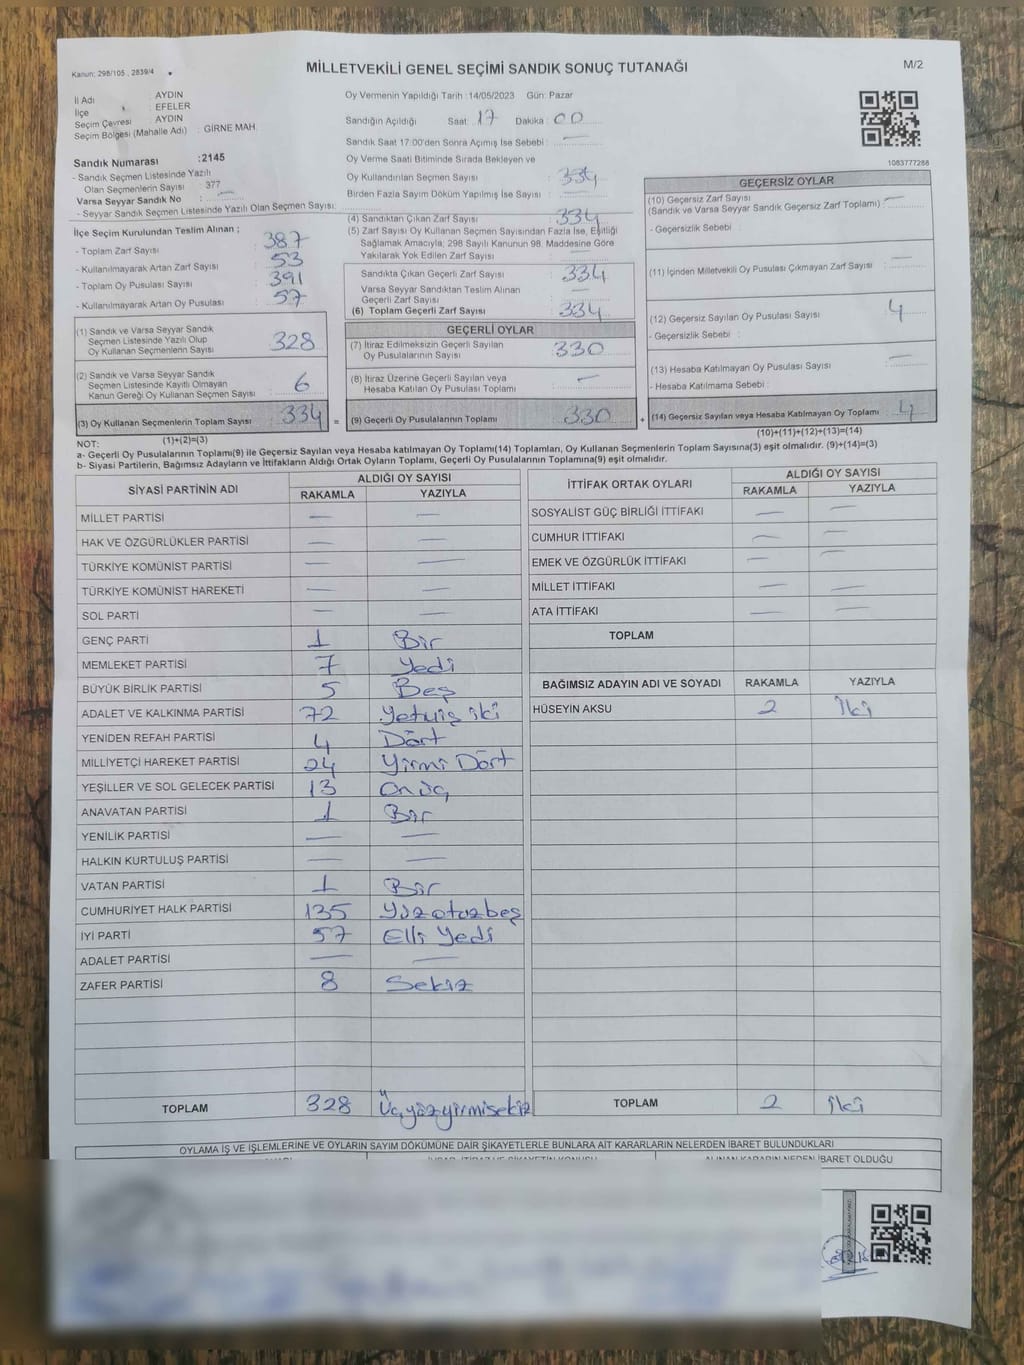 Kanun; 298/105 , 2839/4
MİLLETVEKİLİ GENEL SEÇİMİ SANDIK SONUÇ TUTANAĞI
M/2
İl Adı AYDIN
İlçe : EFELER
Seçim Çevresi : AYDIN
Seçim Bölgesi (Mahalle Adı) : GİRNE MAH.
Oy Vermenin Yapıldığı Tarih :14/05/2023 Gün: Pazar
Sandığın Açıldığı Saat: 17 Dakika : 00
Sandık Saat 17:00'den Sonra Açımış İse Sebebi : —
Oy Verme Saati Bitiminde Sırada Bekleyen ve
Oy Kullandırılan Seçmen Sayısı 334
Birden Fazla Sayım Döküm Yapılmış İse Sayısı : —
1083777288
Sandık Numarası :2145
- Sandık Seçmen Listesinde Yazılı
Olan Seçmenlerin Sayısı 377
Varsa Seyyar Sandık No : —
- Seyyar Sandık Seçmen Listesinde Yazılı Olan Seçmen Sayısı:
İlçe Seçim Kurulundan Teslim Alınan ;
- Toplam Zarf Sayısı 387
- Kullanılmayarak Artan Zarf Sayısı 53
- Toplam Oy Pusulası Sayısı 391
- Kullanılmayarak Artan Oy Pusulası 57
(4) Sandıktan Çıkan Zarf Sayısı 334
(5) Zarf Sayısı Oy Kullanan Seçmen Sayısından Fazla İse, Eşitliği
Sağlamak Amacıyla; 298 Sayılı Kanunun 98. Maddesine Göre
Yakılarak Yok Edilen Zarf Sayısı —
Sandıkta Çıkan Geçerli Zarf Sayısı 334
Varsa Seyyar Sandıktan Teslim Alınan
Geçerli Zarf Sayısı —
(6) Toplam Geçerli Zarf Sayısı 334
GEÇERSİZ OYLAR
(10) Geçersiz Zarf Sayısı —
(Sandık ve Varsa Seyyar Sandık Geçersiz Zarf Toplamı)
- Geçersizlik Sebebi :
(11) İçinden Milletvekili Oy Pusulası Çıkmayan Zarf Sayısı —
(12) Geçersiz Sayılan Oy Pusulası Sayısı 4
- Geçersizlik Sebebi :
(13) Hesaba Katılmayan Oy Pusulası Sayısı —
- Hesaba Katılmama Sebebi :
(1) Sandık ve Varsa Seyyar Sandık
Seçmen Listesinde Yazılı Olup
Oy Kullanan Seçmenlerin Sayısı 328
(2) Sandık ve Varsa Seyyar Sandık
Seçmen Listesinde Kayıtlı Olmayan
Kanun Gereği Oy Kullanan Seçmen Sayısı 6
GEÇERLİ OYLAR
(7) İtiraz Edilmeksizin Geçerli Sayılan
Oy Pusulalarının Sayısı 330
(8) İtiraz Üzerine Geçerli Sayılan veya
Hesaba Katılan Oy Pusulası Toplamı —
(3) Oy Kullanan Seçmenlerin Toplam Sayısı 334 = (9) Geçerli Oy Pusulalarının Toplamı 330 + (14) Geçersiz Sayılan veya Hesaba Katılmayan Oy Toplamı 4
NOT: (1)+(2)=(3) (10)+(11)+(12)+(13)=(14)
a- Geçerli Oy Pusulalarının Toplamı(9) ile Geçersiz Sayılan veya Hesaba katılmayan Oy Toplamı(14) Toplamları, Oy Kullanan Seçmenlerin Toplam Sayısına(3) eşit olmalıdır. (9)+(14)=(3)
b- Siyasi Partilerin, Bağımsız Adayların ve İttifakların Aldığı Ortak Oyların Toplamı, Geçerli Oy Pusulalarının Toplamına(9) eşit olmalıdır.
SİYASİ PARTİNİN ADI ALDIĞI OY SAYISI
RAKAMLA YAZIYLA
MİLLET PARTİSİ — —
HAK VE ÖZGÜRLÜKLER PARTİSİ — —
TÜRKİYE KOMÜNİST PARTİSİ — —
TÜRKİYE KOMÜNİST HAREKETİ — —
SOL PARTİ — —
GENÇ PARTİ 1 Bir
MEMLEKET PARTİSİ 7 Yedi
BÜYÜK BİRLİK PARTİSİ 5 Beş
ADALET VE KALKINMA PARTİSİ 72 Yetmiş iki
YENİDEN REFAH PARTİSİ 4 Dört
MİLLİYETÇİ HAREKET PARTİSİ 24 Yirmi Dört
YEŞİLLER VE SOL GELECEK PARTİSİ 13 Onüç
ANAVATAN PARTİSİ 1 Bir
YENİLİK PARTİSİ — —
HALKIN KURTULUŞ PARTİSİ — —
VATAN PARTİSİ 1 Bir
CUMHURİYET HALK PARTİSİ 135 Yüzotuzbeş
İYİ PARTİ 57 Elli Yedi
ADALET PARTİSİ — —
ZAFER PARTİSİ 8 Sekiz
TOPLAM 328 Üçyüzyirmisekiz
İTTİFAK ORTAK OYLARI ALDIĞI OY SAYISI
RAKAMLA YAZIYLA
SOSYALİST GÜÇ BİRLİĞİ İTTİFAKI — —
CUMHUR İTTİFAKI — —
EMEK VE ÖZGÜRLÜK İTTİFAKI — —
MİLLET İTTİFAKI — —
ATA İTTİFAKI — —
TOPLAM
BAĞIMSIZ ADAYIN ADI VE SOYADI RAKAMLA YAZIYLA
HÜSEYİN AKSU 2 İki
TOPLAM 2 İki
OYLAMA İŞ VE İŞLEMLERİNE VE OYLARIN SAYIM DÖKÜMÜNE DAİR ŞİKAYETLERLE BUNLARA AİT KARARLARIN NELERDEN İBARET BULUNDUKLARI
ALINAN KARARIN NEDEN İBARET OLDUĞU